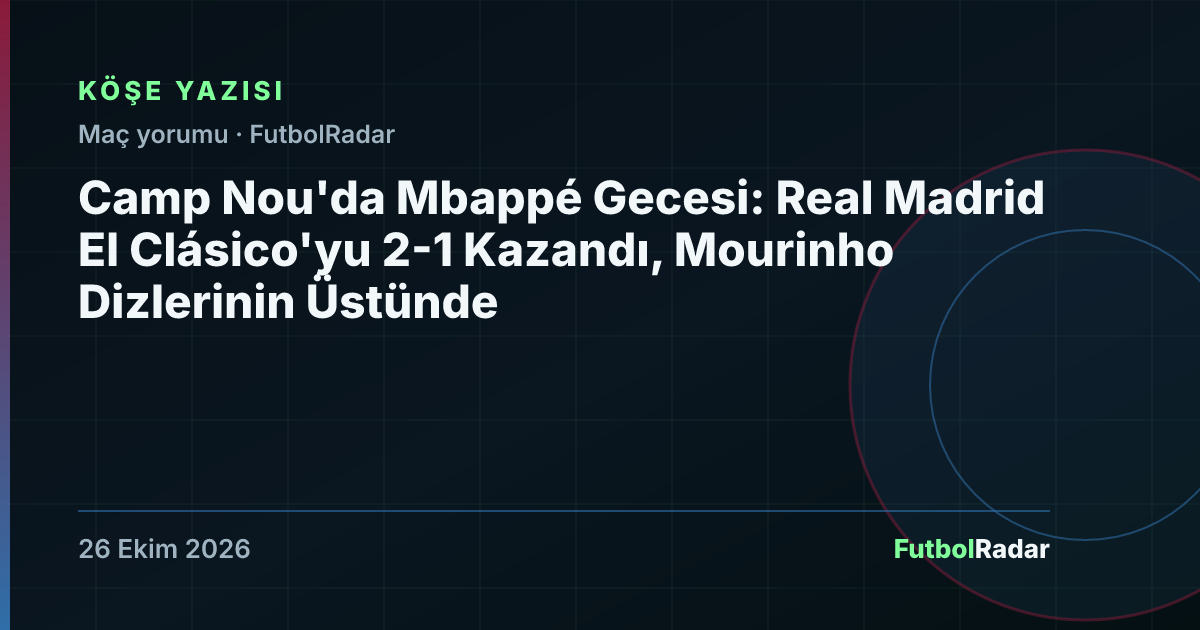 KÖŞE YAZISI
Maç yorumu · FutbolRadar
Camp Nou'da Mbappé Gecesi: Real Madrid
El Clásico'yu 2-1 Kazandı, Mourinho
Dizlerinin Üstünde
26 Ekim 2026
FutbolRadar